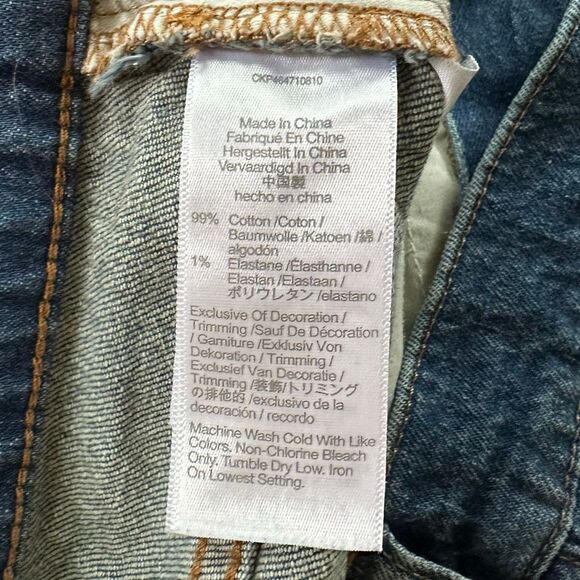 CKP464710810
Made In China
Fabriqué En Chine
Hergestellt In China
Vervaardigd In China
中国製
hecho en china
99% Cotton /Coton /
Baumwolle /Katoen /綿 /
algodón
1% Elastane /Élasthanne /
Elastan /Elastaan /
ポリウレタン /elastano
Exclusive Of Decoration /
Trimming /Sauf De Décoration
/ Garniture /Exklusiv Von
Dekoration / Trimming /
Exclusief Van Decoratie /
Trimming /装飾/トリミング
の排他的 /exclusivo de la
decoración / recordo
Machine Wash Cold With Like
Colors. Non-Chlorine Bleach
Only. Tumble Dry Low. Iron
On Lowest Setting.